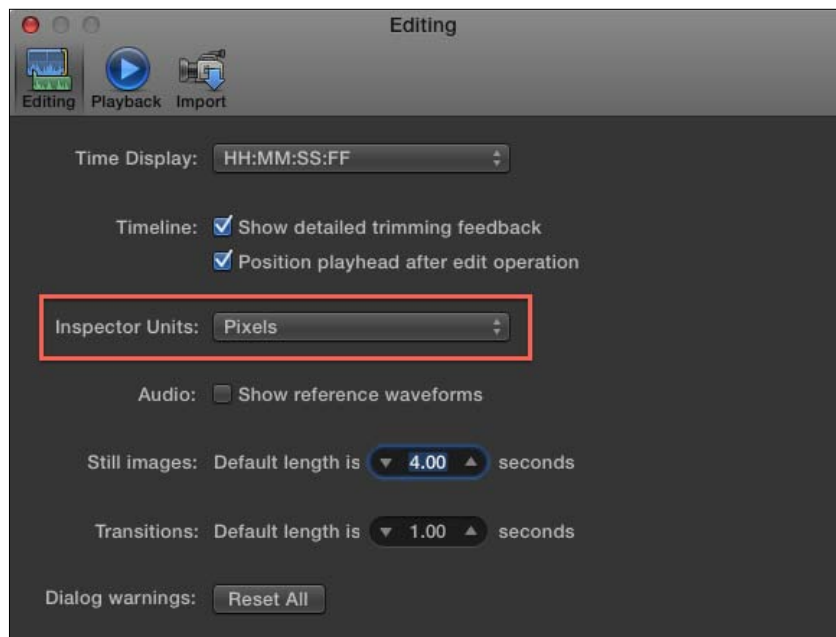 Editing
Editing Playback Import
Time Display: HH:MM:SS:FF
Timeline: Show detailed trimming feedback
Position playhead after edit operation
Inspector Units: Pixels
Audio: Show reference waveforms
Still images: Default length is 4.00 seconds
Transitions: Default length is 1.00 seconds
Dialog warnings: Reset All